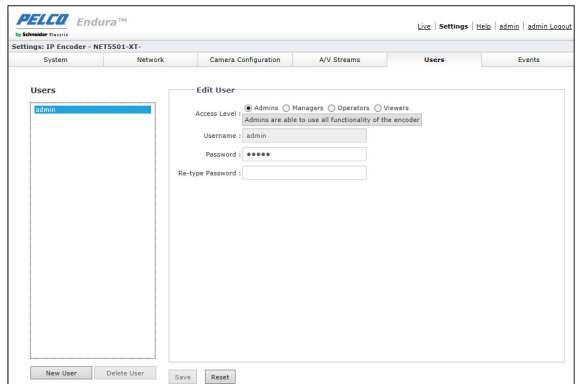 PELCO Endura™
by Schneider Electric
Live | Settings | Help | admin | admin Logout
Settings: IP Encoder - NET5501-XT-
System Network Camera Configuration A/V Streams Users Events
Users
admin
Edit User
Access Level : Admins Managers Operators Viewers
Admins are able to use all functionality of the encoder
Username : admin
Password : •••••
Re-type Password :
New User Delete User Save Reset